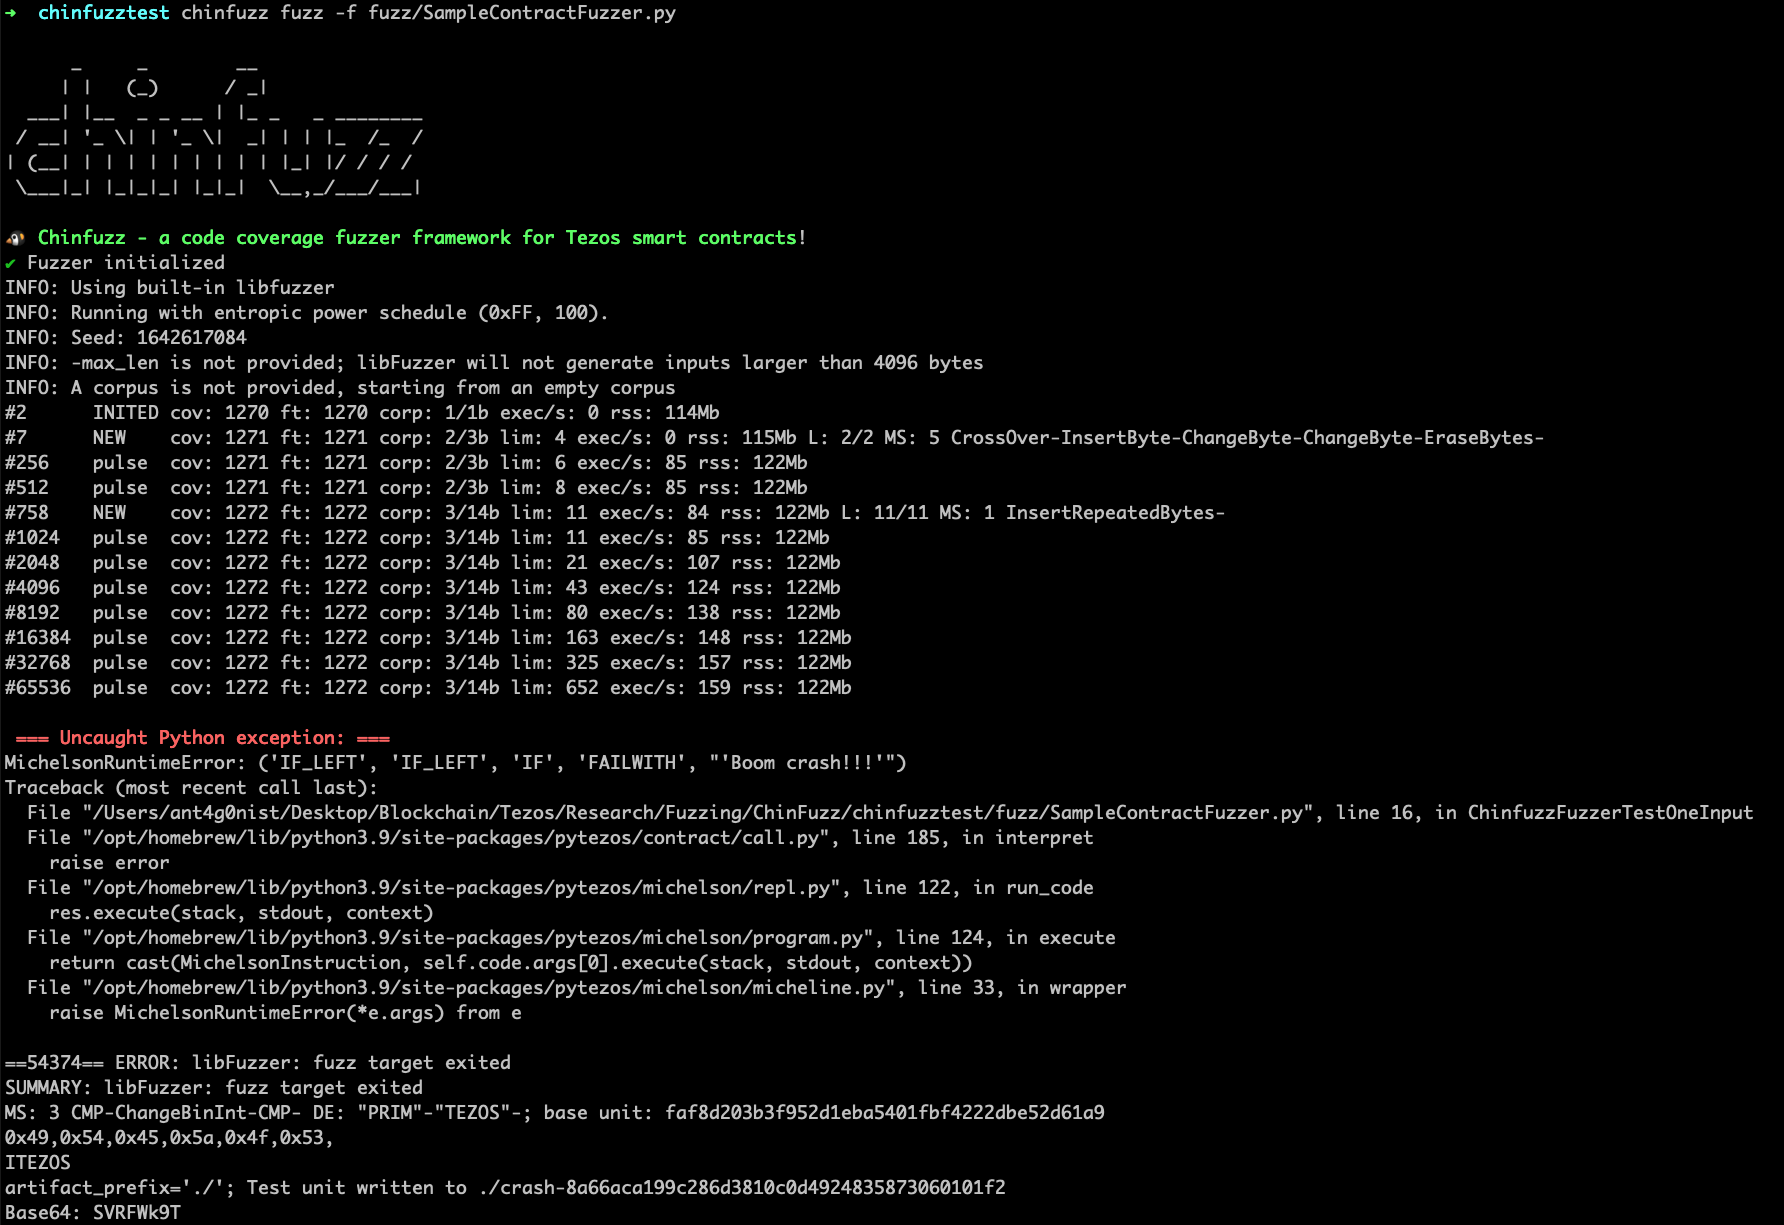 ➜  chinfuzztest chinfuzz fuzz -f fuzz/SampleContractFuzzer.py
      _     _        __
     | |   (_)      / _|
  ___| |__  _ _ __ | |_ _   _ ________
 / __| '_ \| | '_ \|  _| | | |_  /_  /
| (__| | | | | | | | | | |_| |/ / / /
 \___|_| |_|_|_| |_|_|  \__,_/___/___|
Chinfuzz - a code coverage fuzzer framework for Tezos smart contracts!
✔ Fuzzer initialized
INFO: Using built-in libfuzzer
INFO: Running with entropic power schedule (0xFF, 100).
INFO: Seed: 1642617084
INFO: -max_len is not provided; libFuzzer will not generate inputs larger than 4096 bytes
INFO: A corpus is not provided, starting from an empty corpus
#2      INITED cov: 1270 ft: 1270 corp: 1/1b exec/s: 0 rss: 114Mb
#7      NEW    cov: 1271 ft: 1271 corp: 2/3b lim: 4 exec/s: 0 rss: 115Mb L: 2/2 MS: 5 CrossOver-InsertByte-ChangeByte-ChangeByte-EraseBytes-
#256    pulse  cov: 1271 ft: 1271 corp: 2/3b lim: 6 exec/s: 85 rss: 122Mb
#512    pulse  cov: 1271 ft: 1271 corp: 2/3b lim: 8 exec/s: 85 rss: 122Mb
#758    NEW    cov: 1272 ft: 1272 corp: 3/14b lim: 11 exec/s: 84 rss: 122Mb L: 11/11 MS: 1 InsertRepeatedBytes-
#1024   pulse  cov: 1272 ft: 1272 corp: 3/14b lim: 11 exec/s: 85 rss: 122Mb
#2048   pulse  cov: 1272 ft: 1272 corp: 3/14b lim: 21 exec/s: 107 rss: 122Mb
#4096   pulse  cov: 1272 ft: 1272 corp: 3/14b lim: 43 exec/s: 124 rss: 122Mb
#8192   pulse  cov: 1272 ft: 1272 corp: 3/14b lim: 80 exec/s: 138 rss: 122Mb
#16384  pulse  cov: 1272 ft: 1272 corp: 3/14b lim: 163 exec/s: 148 rss: 122Mb
#32768  pulse  cov: 1272 ft: 1272 corp: 3/14b lim: 325 exec/s: 157 rss: 122Mb
#65536  pulse  cov: 1272 ft: 1272 corp: 3/14b lim: 652 exec/s: 159 rss: 122Mb
 === Uncaught Python exception: ===
MichelsonRuntimeError: ('IF_LEFT', 'IF_LEFT', 'IF', 'FAILWITH', "'Boom crash!!!'")
Traceback (most recent call last):
  File "/Users/ant4g0nist/Desktop/Blockchain/Tezos/Research/Fuzzing/ChinFuzz/chinfuzztest/fuzz/SampleContractFuzzer.py", line 16, in ChinfuzzFuzzerTestOneInput
  File "/opt/homebrew/lib/python3.9/site-packages/pytezos/contract/call.py", line 185, in interpret
    raise error
  File "/opt/homebrew/lib/python3.9/site-packages/pytezos/michelson/repl.py", line 122, in run_code
    res.execute(stack, stdout, context)
  File "/opt/homebrew/lib/python3.9/site-packages/pytezos/michelson/program.py", line 124, in execute
    return cast(MichelsonInstruction, self.code.args[0].execute(stack, stdout, context))
  File "/opt/homebrew/lib/python3.9/site-packages/pytezos/michelson/micheline.py", line 33, in wrapper
    raise MichelsonRuntimeError(*e.args) from e
==54374== ERROR: libFuzzer: fuzz target exited
SUMMARY: libFuzzer: fuzz target exited
MS: 3 CMP-ChangeBinInt-CMP- DE: "PRIM"-"TEZOS"-; base unit: faf8d203b3f952d1eba5401fbf4222dbe52d61a9
0x49,0x54,0x45,0x5a,0x4f,0x53,
ITEZOS
artifact_prefix='./'; Test unit written to ./crash-8a66aca199c286d3810c0d4924835873060101f2
Base64: SVRFWk9T